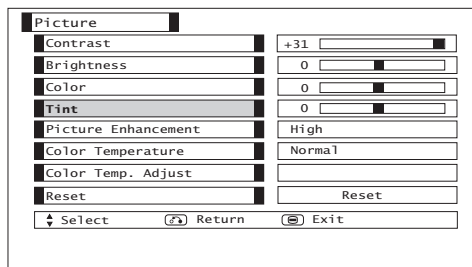 Picture
Contrast +31
Brightness 0
Color 0
Tint 0
Picture Enhancement High
Color Temperature Normal
Color Temp. Adjust
Reset Reset
Select Return Exit